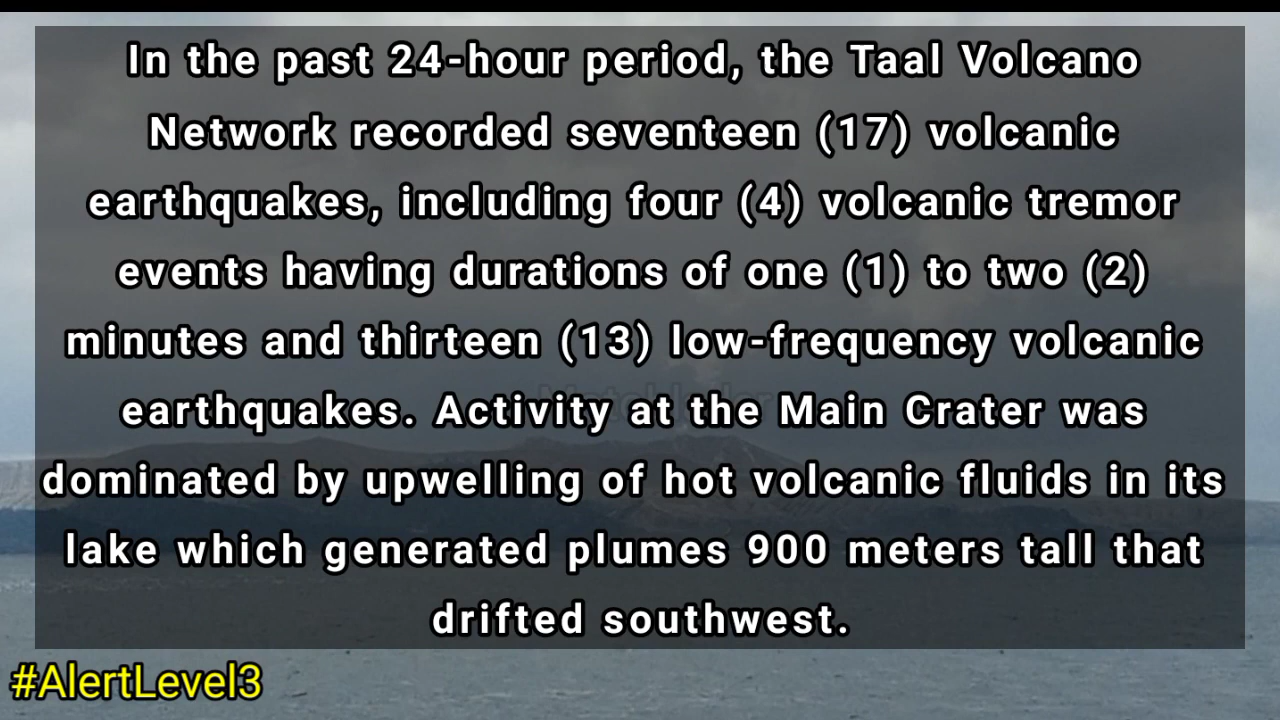 In the past 24-hour period, the Taal Volcano
Network recorded seventeen (17) volcanic
earthquakes, including four (4) volcanic tremor
events having durations of one (1) to two (2)
minutes and thirteen (13) low-frequency volcanic
earthquakes. Activity at the Main Crater was
dominated by upwelling of hot volcanic fluids in its
lake which generated plumes 900 meters tall that
drifted southwest.
#AlertLevel3